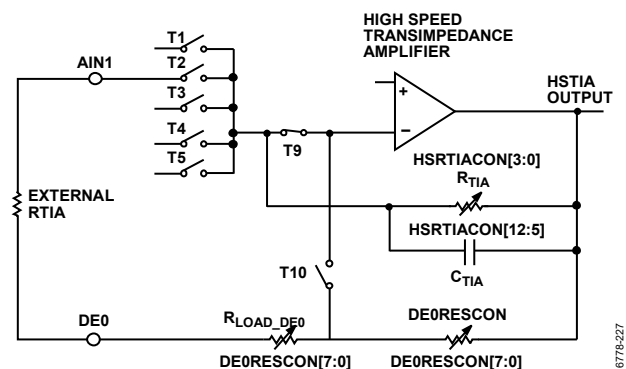 HIGH SPEED
TRANSIMPEDANCE
AMPLIFIER
T1
AIN1
T2
T3
T4
T5
T9
+
−
HSTIA
OUTPUT
HSRTIACON[3:0]
RTIA
HSRTIACON[12:5]
CTIA
EXTERNAL
RTIA
T10
DE0
RLOAD_DE0
DE0RESCON
DE0RESCON[7:0]
DE0RESCON[7:0]
6778-227